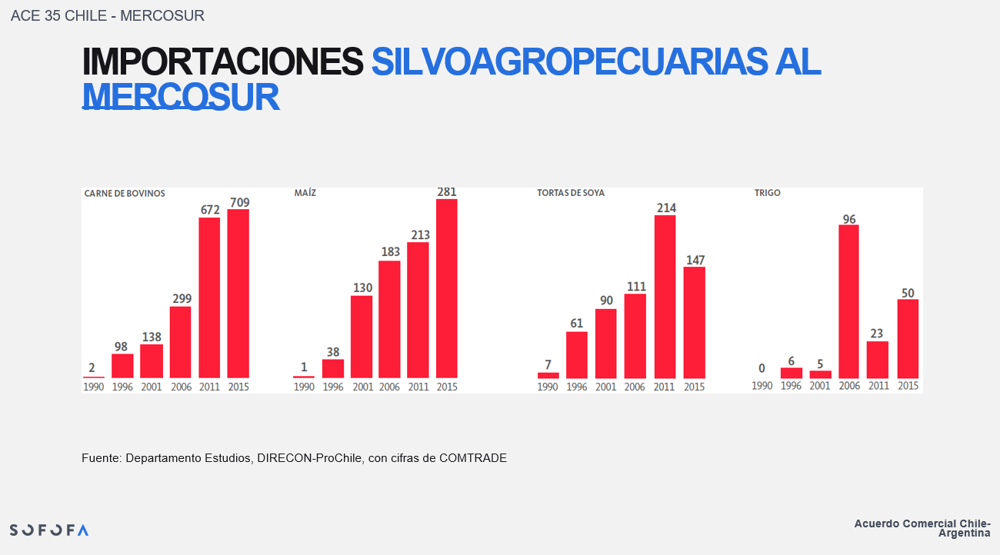 ACE 35 CHILE - MERCOSUR
IMPORTACIONES SILVOAGROPECUARIAS AL
MERCOSUR
CARNE DE BOVINOS
2
98
138
299
672
709
1990 1996 2001 2006 2011 2015
MAÍZ
1
38
130
183
213
281
1990 1996 2001 2006 2011 2015
TORTAS DE SOYA
7
61
90
111
214
147
1990 1996 2001 2006 2011 2015
TRIGO
0
6
5
96
23
50
1990 1996 2001 2006 2011 2015
Fuente: Departamento Estudios, DIRECON-ProChile, con cifras de COMTRADE
SOFOFA
Acuerdo Comercial Chile-
Argentina